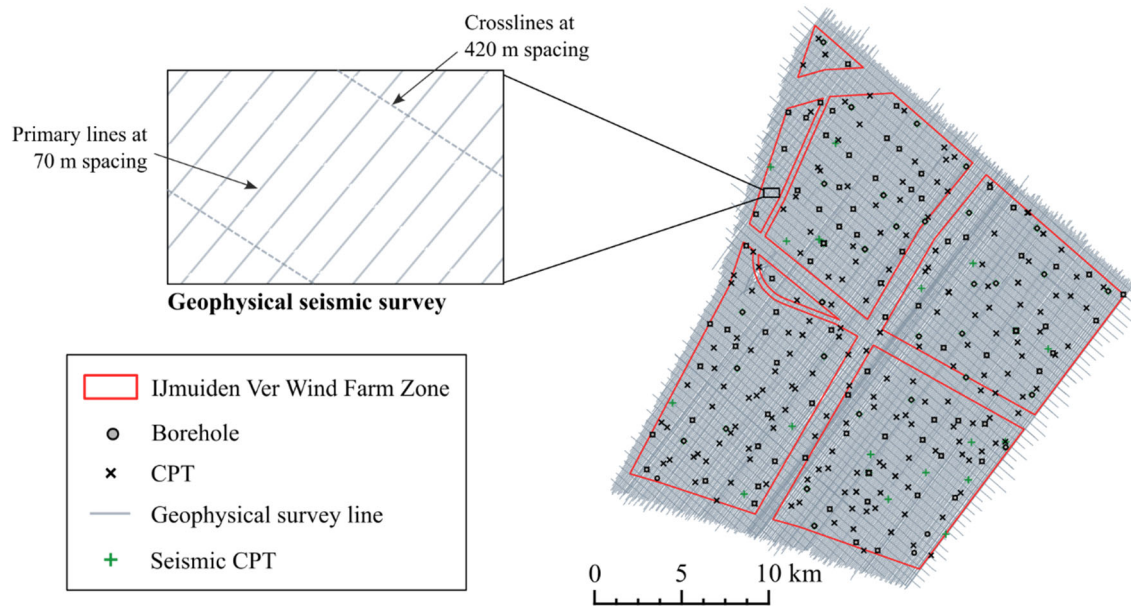 Crosslines at
420 m spacing
Primary lines at
70 m spacing
Geophysical seismic survey
IJmuiden Ver Wind Farm Zone
Borehole
CPT
Geophysical survey line
Seismic CPT
0 5 10 km